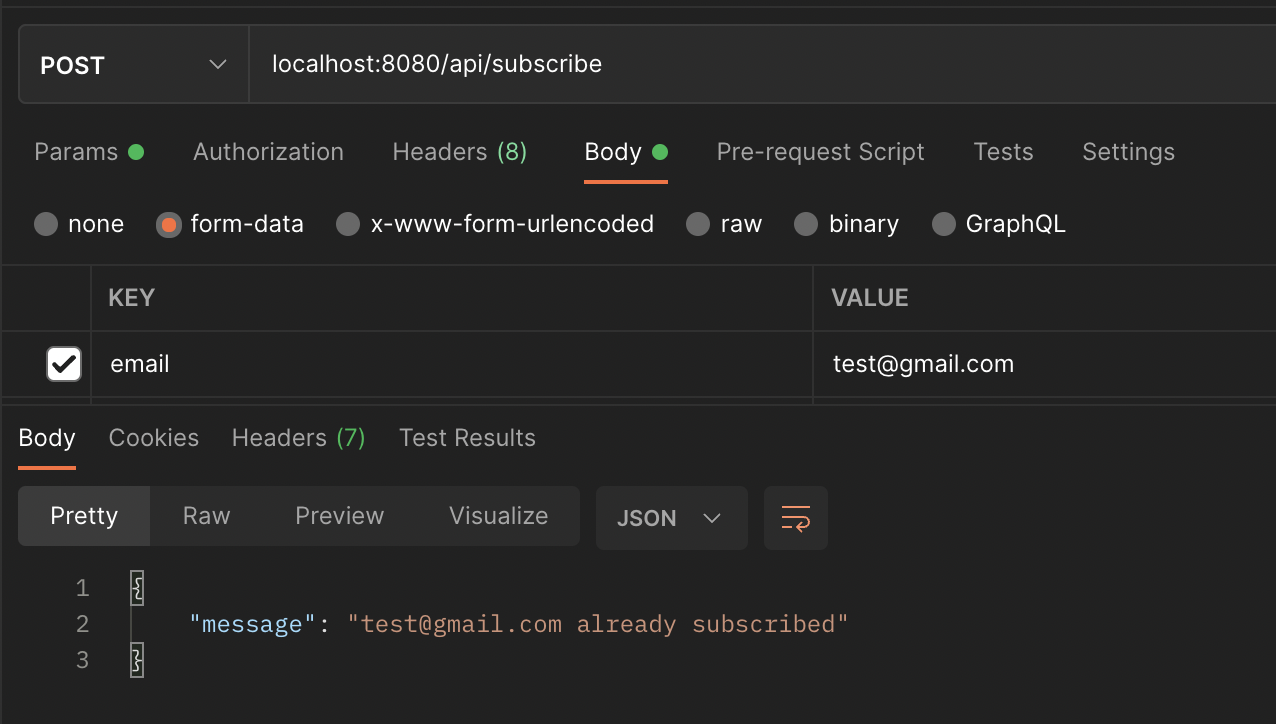 POST localhost:8080/api/subscribe
Params Authorization Headers (8) Body Pre-request Script Tests Settings
none form-data x-www-form-urlencoded raw binary GraphQL
KEY VALUE
email test@gmail.com
Body Cookies Headers (7) Test Results
Pretty Raw Preview Visualize JSON
1 {
2 "message": "test@gmail.com already subscribed"
3 }